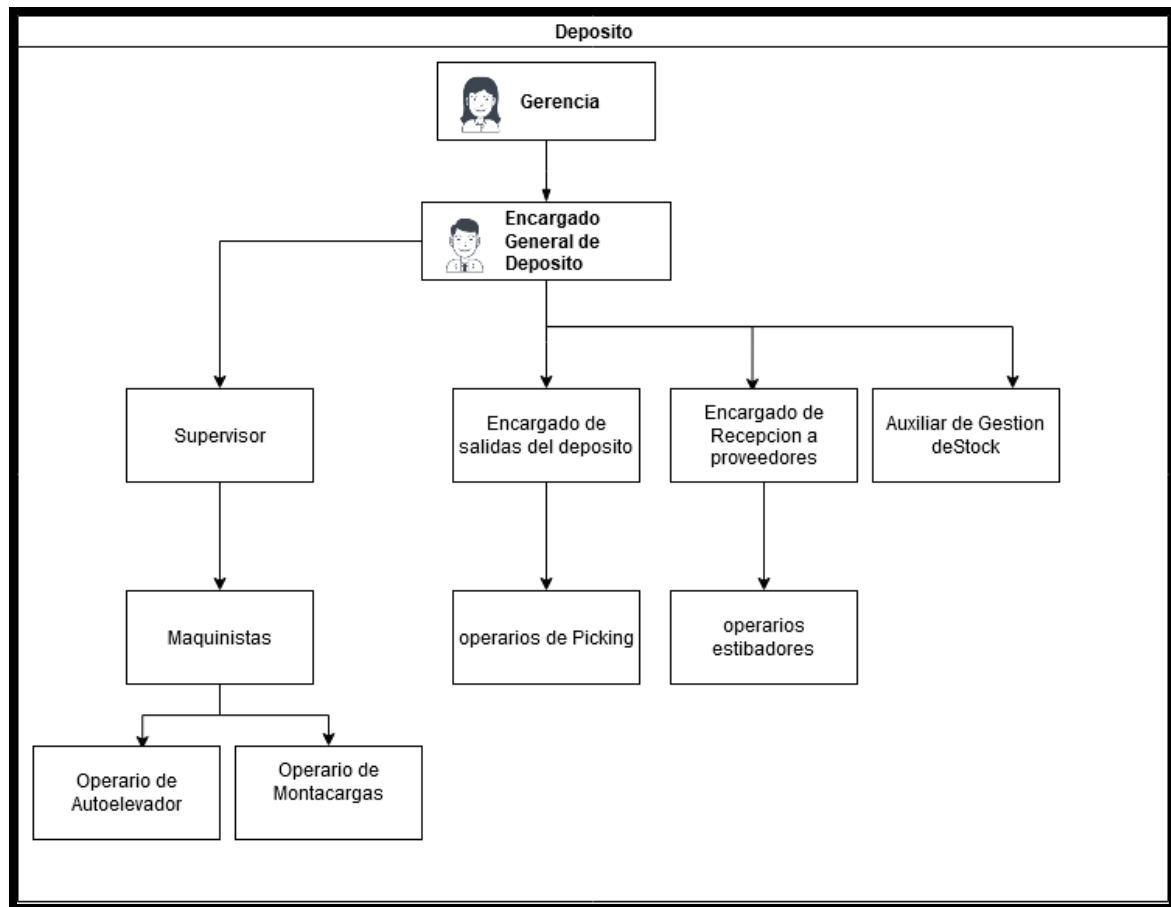 Deposito
Gerencia
Encargado
General de
Deposito
Supervisor
Encargado de
salidas del deposito
Encargado de
Recepcion a
proveedores
Auxiliar de Gestion
deStock
Maquinistas
operarios de Picking
operarios
estibadores
Operario de
Autoelevador
Operario de
Montacargas